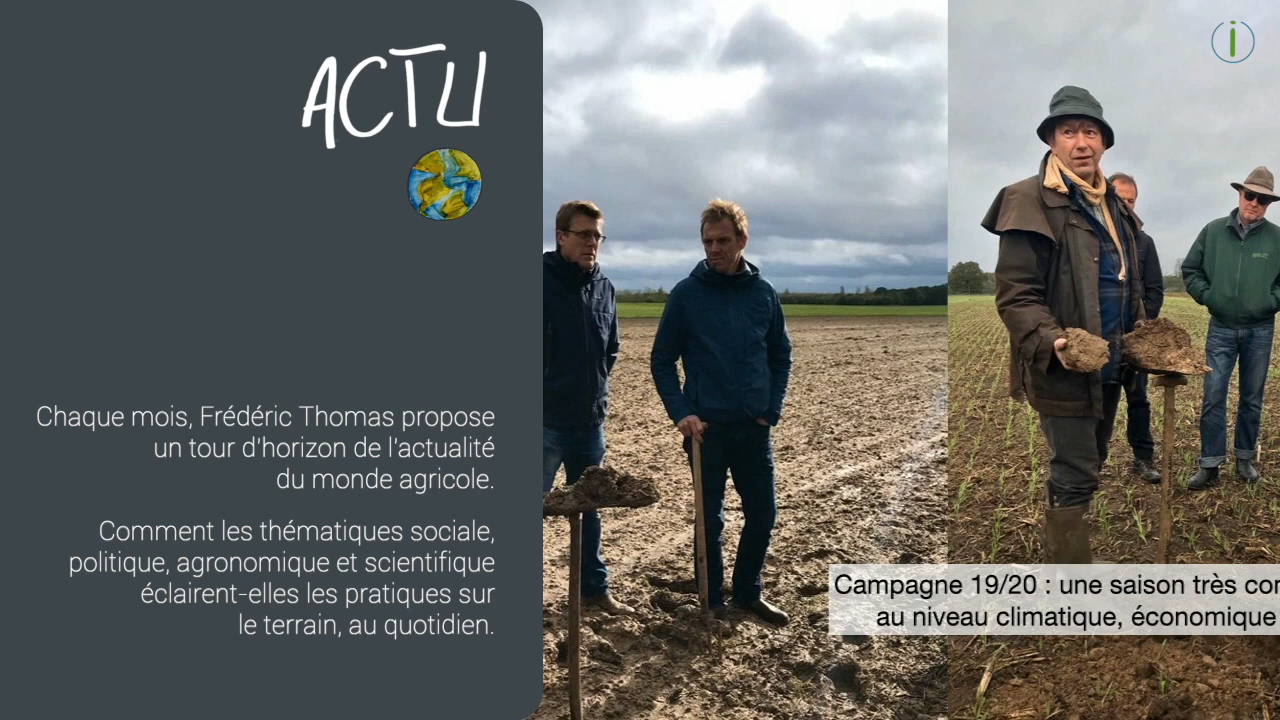 ACTU
Chaque mois, Frédéric Thomas propose
un tour d'horizon de l'actualité
du monde agricole.
Comment les thématiques sociale,
politique, agronomique et scientifique
éclairent-elles les pratiques sur
le terrain, au quotidien.
Campagne 19/20 : une saison très
au niveau climatique, économique